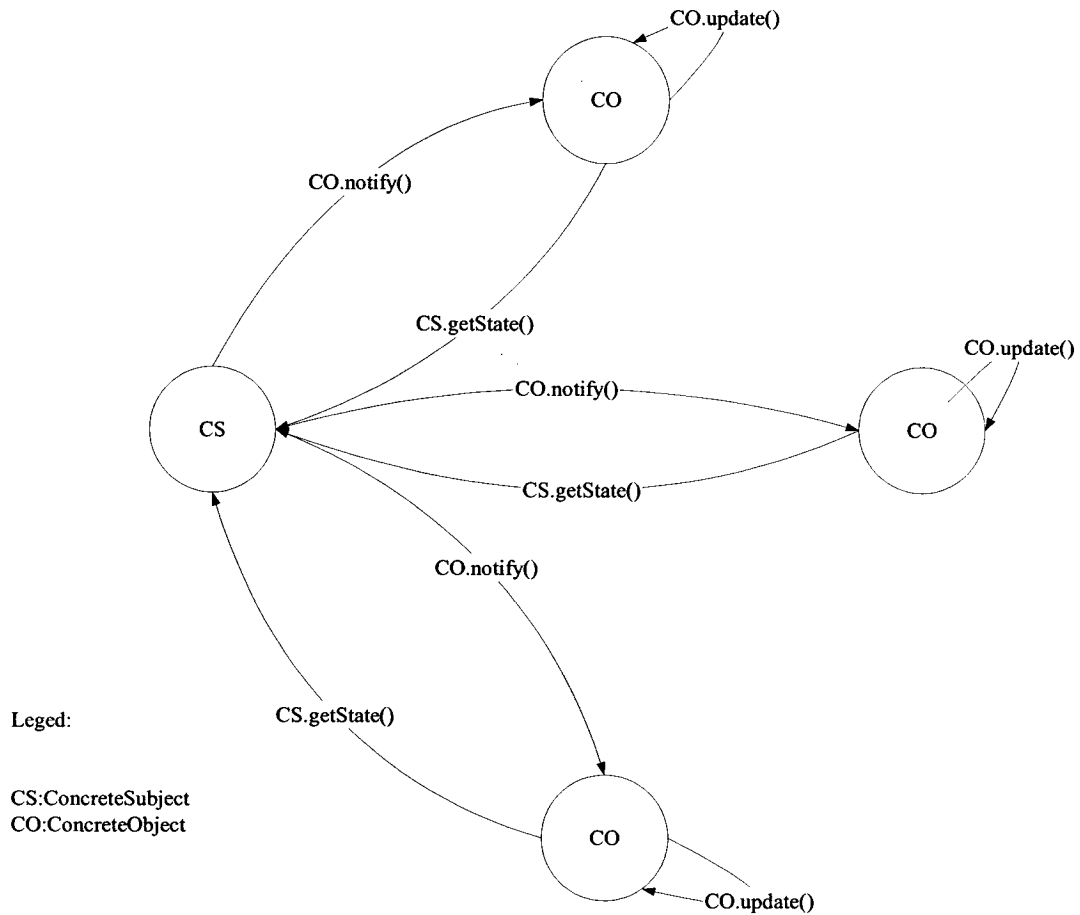 CO.update()
CO
CO.notify()
CS.getState()
CO.update()
CO.notify()
CS
CO
CS.getState()
CO.notify()
CS.getState()
Leged:
CS:ConcreteSubject
CO:ConcreteObject
CO
CO.update()